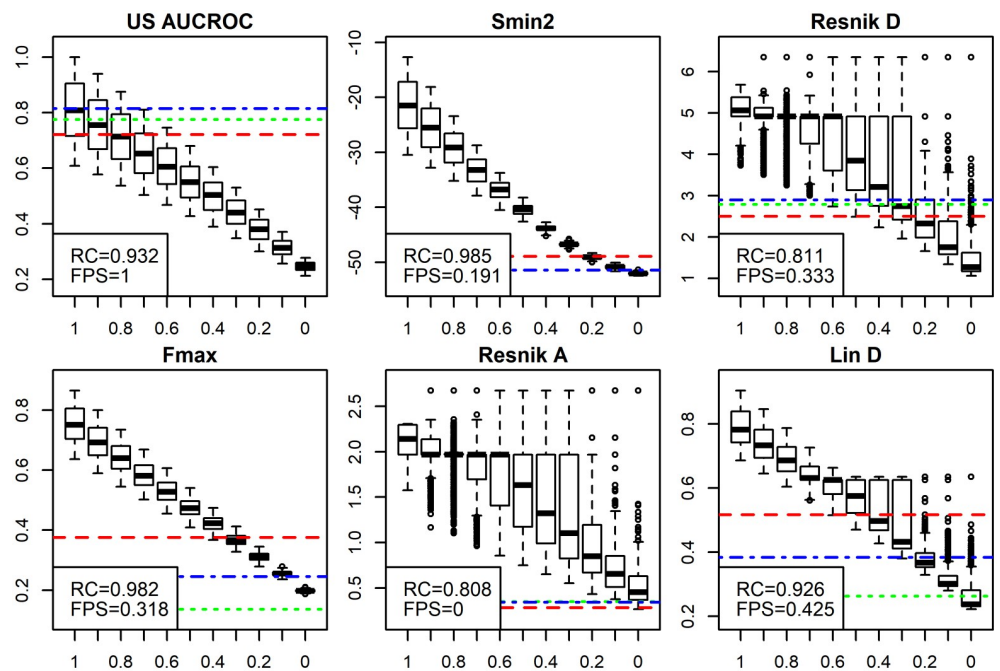 US AUCROC
1.0
0.8
0.6
0.4
0.2
RC=0.932
FPS=1
1 0.8 0.6 0.4 0.2 0
Smin2
-10
-20
-30
-40
-50
RC=0.985
FPS=0.191
1 0.8 0.6 0.4 0.2 0
Resnik D
6
5
4
3
2
1
RC=0.811
FPS=0.333
1 0.8 0.6 0.4 0.2 0
Fmax
0.8
0.6
0.4
0.2
RC=0.982
FPS=0.318
1 0.8 0.6 0.4 0.2 0
Resnik A
2.5
2.0
1.5
1.0
0.5
RC=0.808
FPS=0
1 0.8 0.6 0.4 0.2 0
Lin D
0.8
0.6
0.4
0.2
RC=0.926
FPS=0.425
1 0.8 0.6 0.4 0.2 0